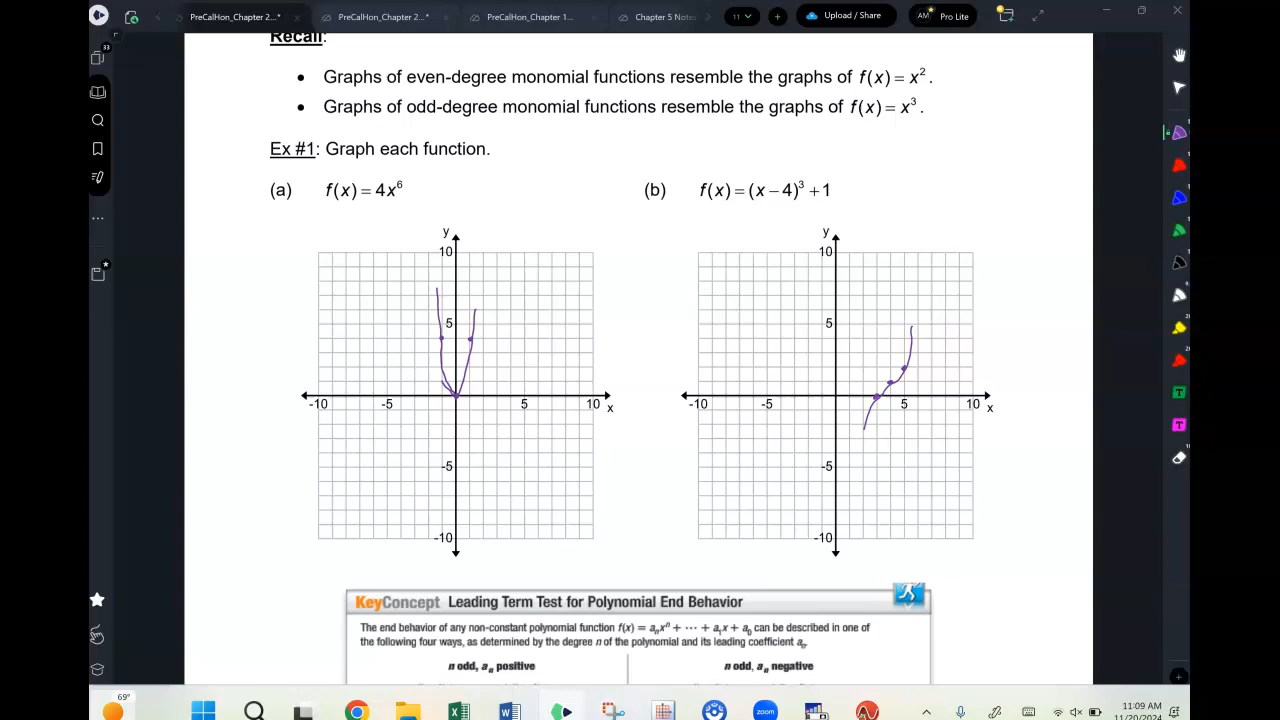 PreCalHon_Chapter 2...*
PreCalHon_Chapter 2...*
PreCalHon_Chapter 1...
Chapter 5 Notes
11
Upload / Share
AM
Pro Lite
33
Recall:
• Graphs of even-degree monomial functions resemble the graphs of f(x) = x².
• Graphs of odd-degree monomial functions resemble the graphs of f(x) = x³.
Ex #1: Graph each function.
(a) f(x) = 4x⁶
(b) f(x) = (x − 4)³ + 1
y
10
5
-10 -5 5 10 x
-5
-10
y
10
5
-10 -5 5 10 x
-5
-10
KeyConcept Leading Term Test for Polynomial End Behavior
The end behavior of any non-constant polynomial function f(x) = aₙxⁿ + ⋯ + a₁x + a₀ can be described in one of
the following four ways, as determined by the degree n of the polynomial and its leading coefficient aₙ.
n odd, aₙ positive
n odd, aₙ negative
69°
zoom
11:09 AM